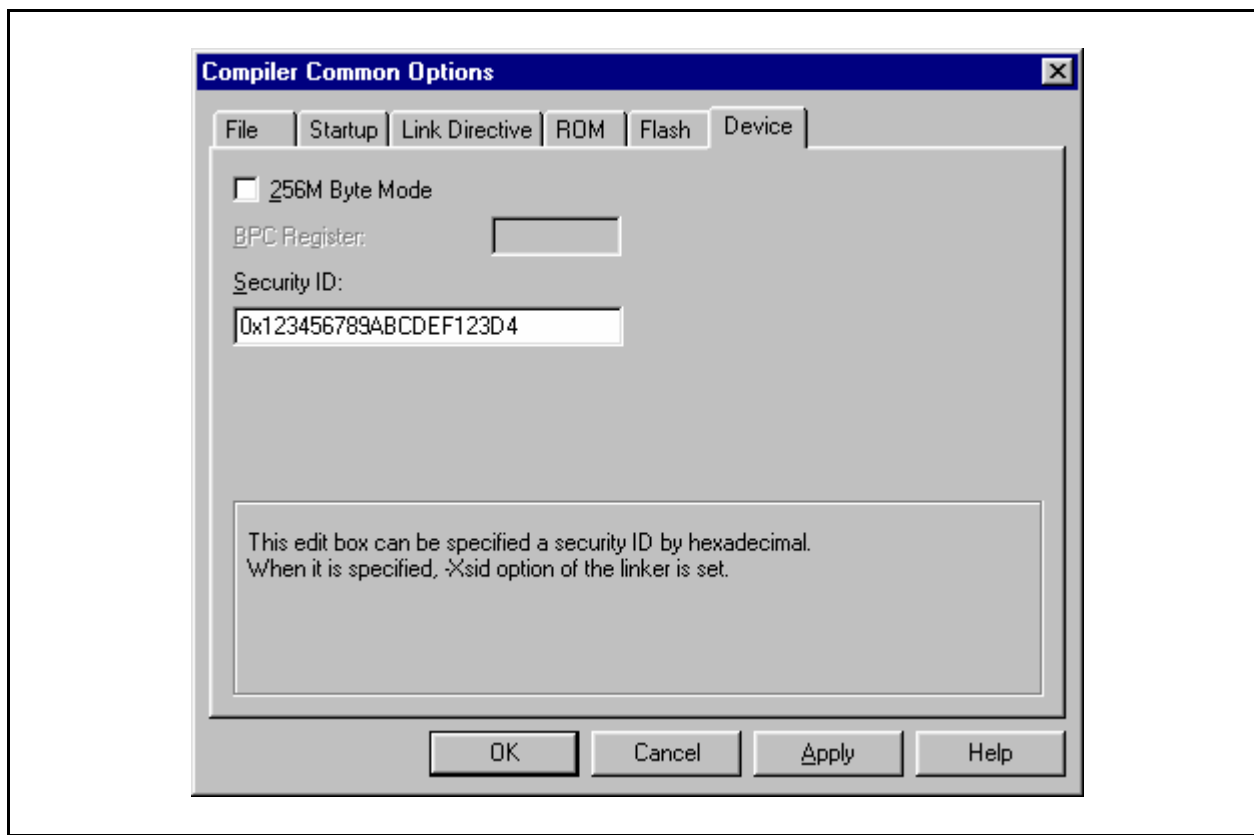 Compiler Common Options
File Startup Link Directive ROM Flash Device
256M Byte Mode
BPC Register:
Security ID:
0x123456789ABCDEF123D4
This edit box can be specified a security ID by hexadecimal.
When it is specified, -Xsid option of the linker is set.
OK Cancel Apply Help